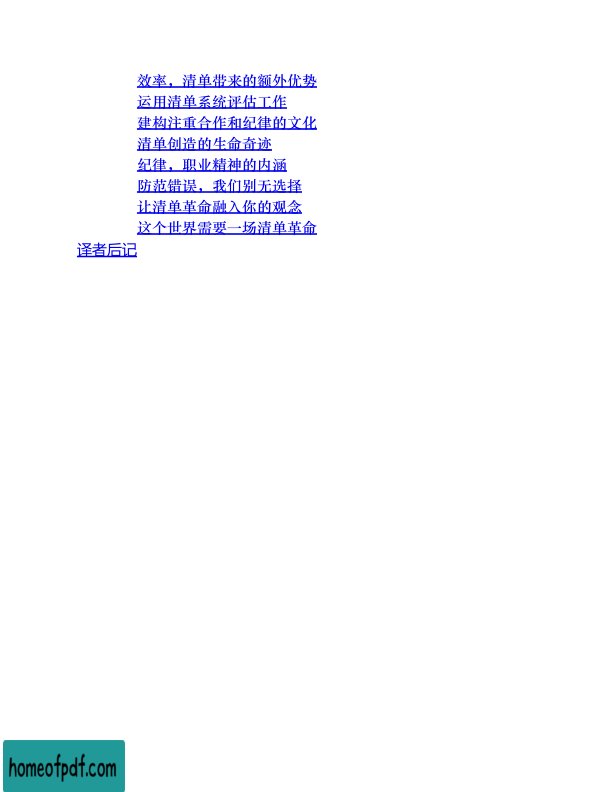 效率，清单带来的额外优势
运用清单系统评估工作
建构注重合作和纪律的文化
清单创造的生命奇迹
纪律，职业精神的内涵
防范错误，我们别无选择
让清单革命融入你的观念
这个世界需要一场清单革命
译者后记
homeofpdf.com